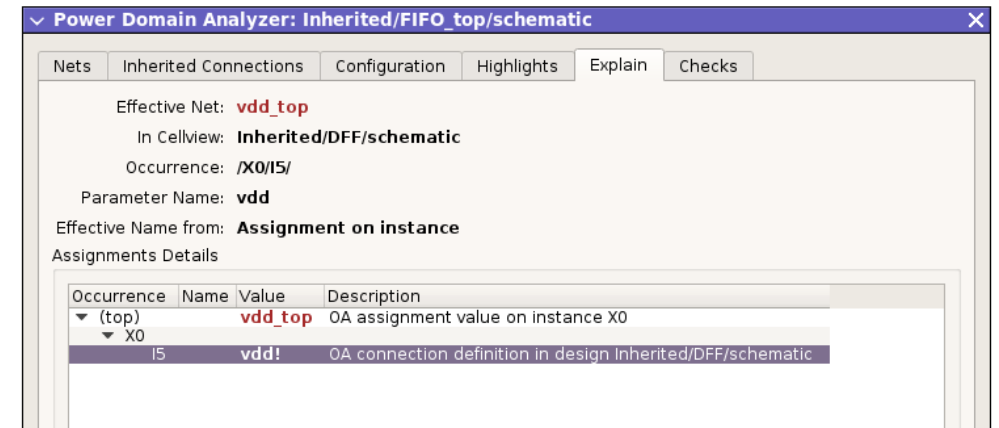 Power Domain Analyzer: Inherited/FIFO_top/schematic
Nets Inherited Connections Configuration Highlights Explain Checks
Effective Net: vdd_top
In Cellview: Inherited/DFF/schematic
Occurrence: /X0/I5/
Parameter Name: vdd
Effective Name from: Assignment on instance
Assignments Details
Occurrence Name Value Description
(top) vdd_top OA assignment value on instance X0
X0
I5 vdd! OA connection definition in design Inherited/DFF/schematic